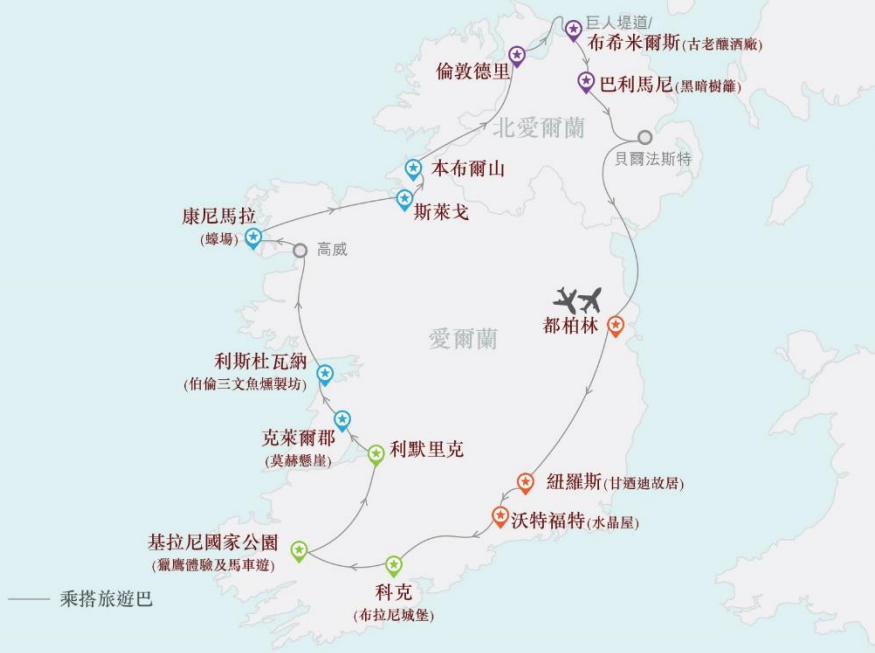 巨人堤道/
布希米爾斯(古老釀酒廠)
倫敦德里
巴利馬尼(黑暗樹籬)
北愛爾蘭
貝爾法斯特
本布爾山
斯萊戈
康尼馬拉
(蠔場)
高威
都柏林
愛爾蘭
利斯杜瓦納
(伯倫三文魚燻製坊)
克萊爾郡
(莫赫懸崖)
利默里克
紐羅斯(甘迺迪故居)
沃特福特(水晶屋)
基拉尼國家公園
(獵鷹體驗及馬車遊)
科克
(布拉尼城堡)
乘搭旅遊巴